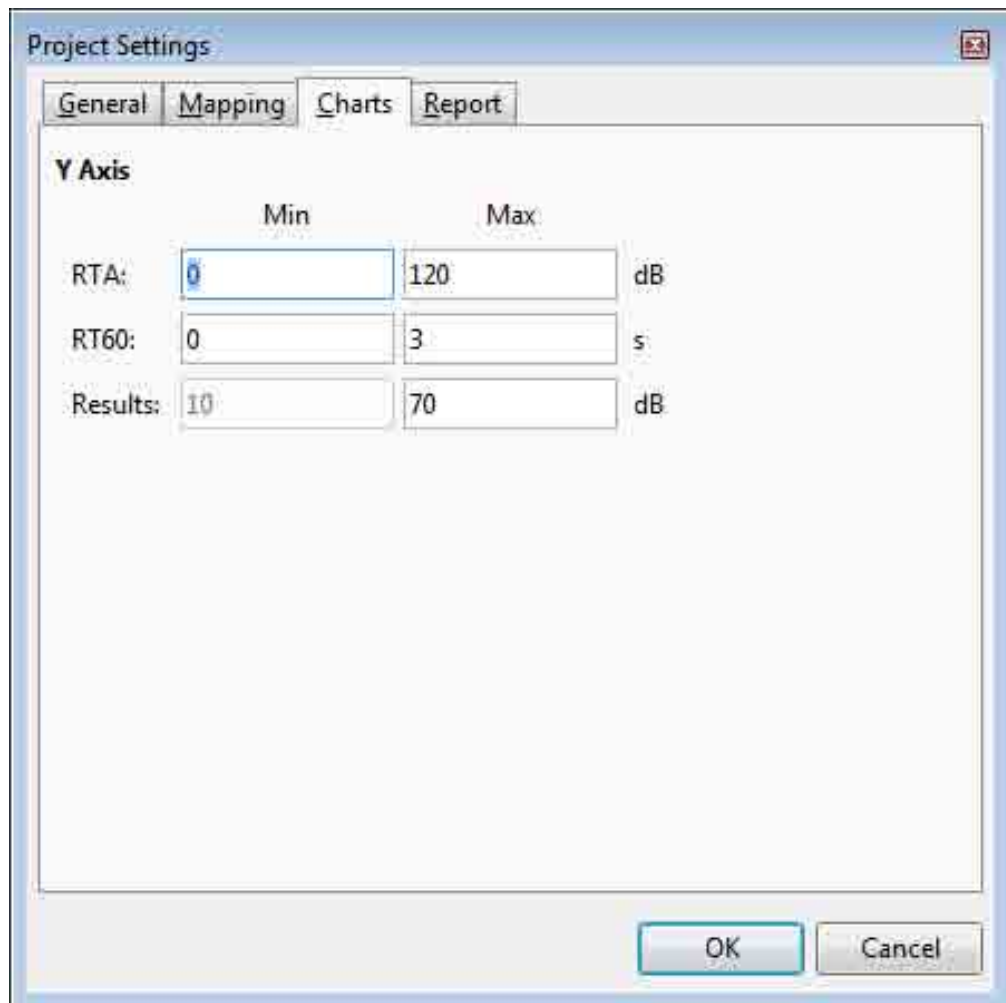 Project Settings
General Mapping Charts Report
Y Axis
Min Max
RTA: 0 120 dB
RT60: 0 3 s
Results: 10 70 dB
OK Cancel